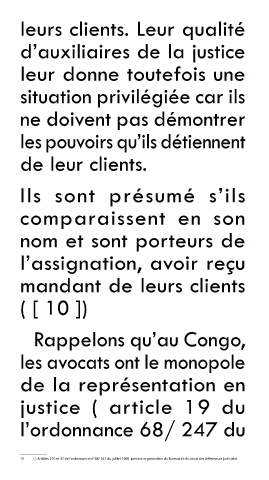 leurs clients. Leur qualité
d'auxiliaires de la justice
leur donne toutefois une
situation privilégiée car ils
ne doivent pas démontrer
les pouvoirs qu'ils détiennent
de leur clients.
Ils sont présumé s'ils
comparaissent en son
nom et sont porteurs de
l'assignation, avoir reçu
mandant de leurs clients
( [ 10 ])
Rappelons qu'au Congo,
les avocats ont le monopole
de la représentation en
justice ( article 19 du
l'ordonnance 68/ 247 du